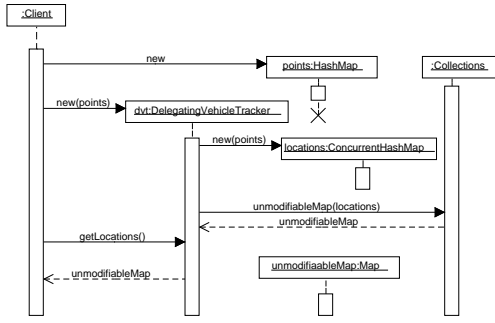 :Client
new
points:HashMap
:Collections
new(points)
dvt:DelegatingVehicleTracker
new(points)
locations:ConcurrentHashMap
unmodifiableMap(locations)
unmodifiableMap
getLocations()
unmodifiableMap
unmodifiaableMap:Map